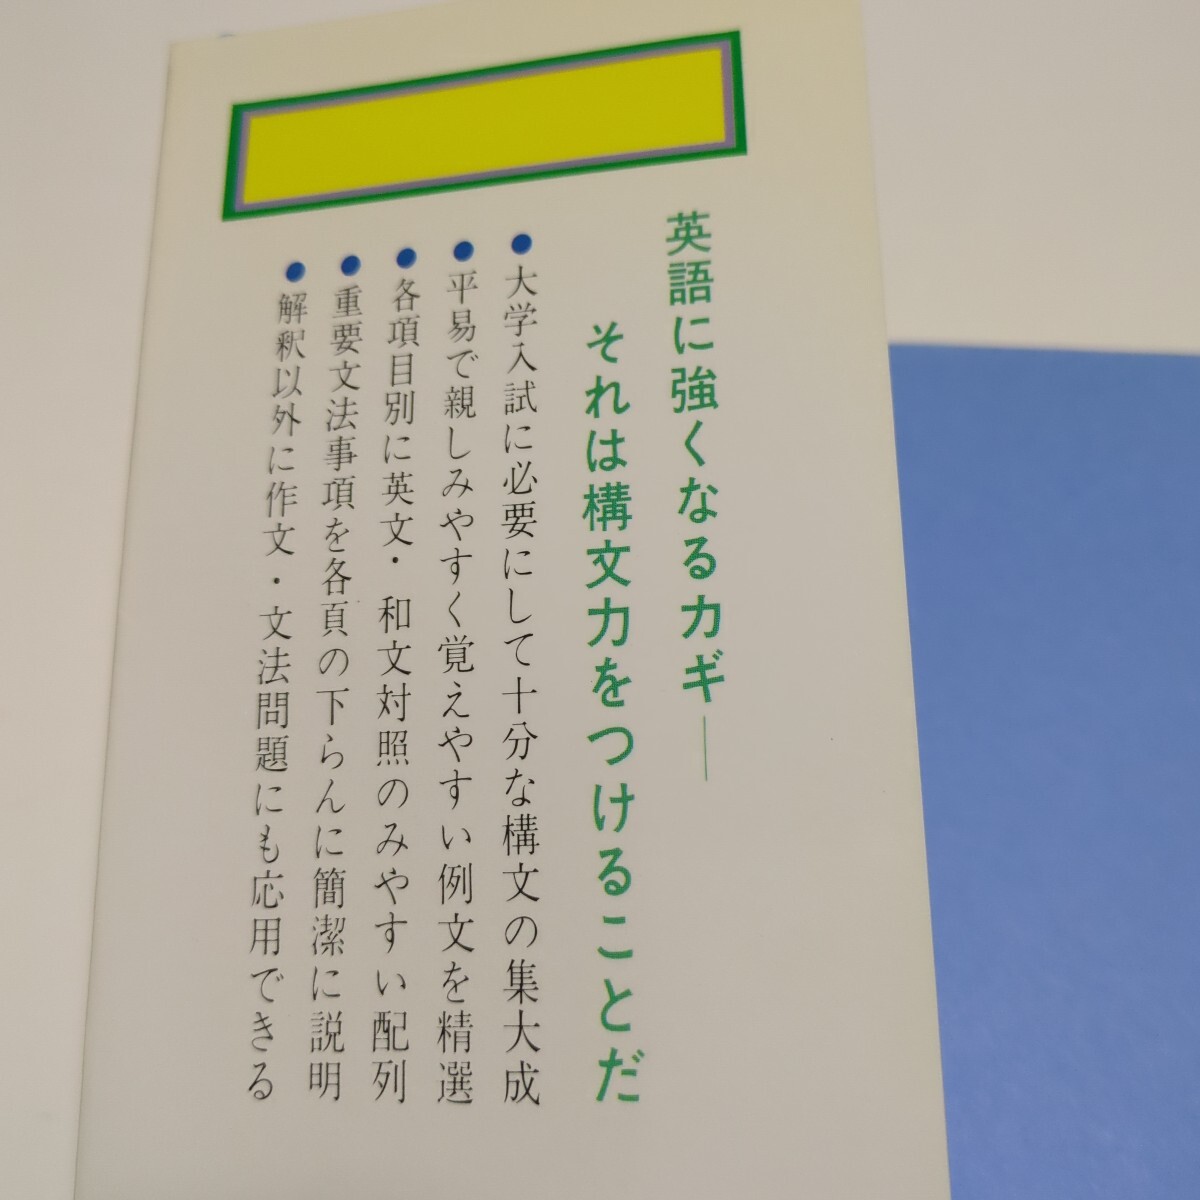 英語に強くなるカギ——
それは構文力をつけることだ
●大学入試に必要にして十分な構文の集大成
●平易で親しみやすく覚えやすい例文を精選
●各項目別に英文・和文対照のみやすい配列
●重要文法事項を各頁の下らんに簡潔に説明
●解釈以外に作文・文法問題にも応用できる